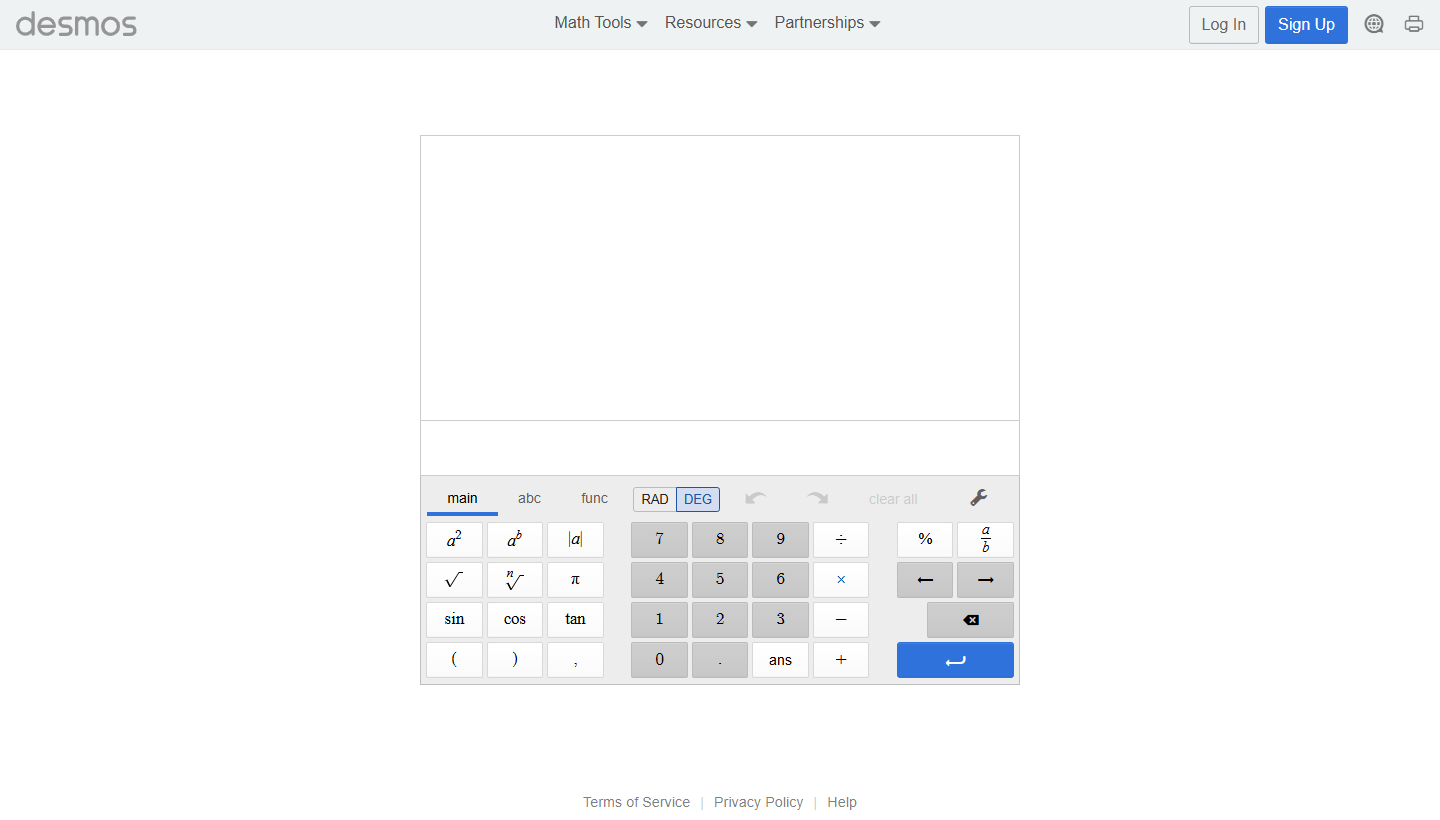 desmos
Math Tools
Resources
Partnerships
Log In
Sign Up
main abc func RAD DEG clear all
a² aᵇ |a| 7 8 9 ÷ % a/b
√ ⁿ√ π 4 5 6 × ← →
sin cos tan 1 2 3 −
( ) , 0 . ans +
Terms of Service | Privacy Policy | Help